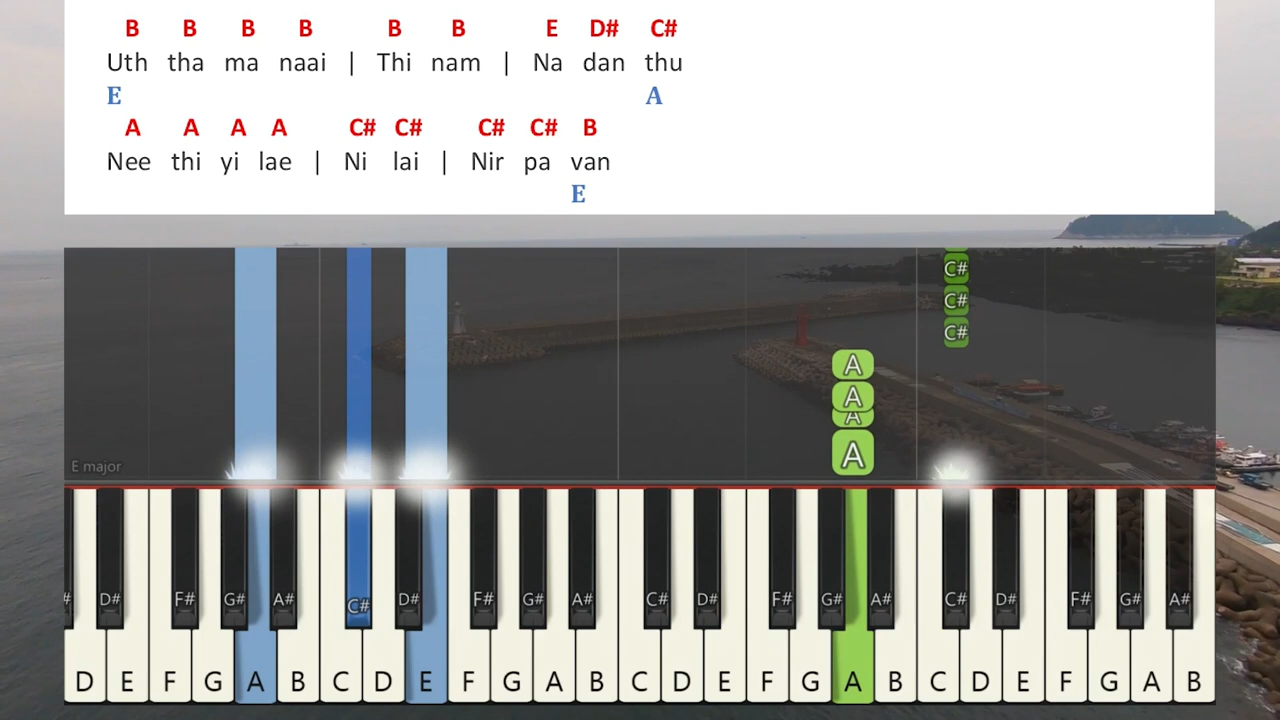 B B B B B B E D# C#
Uth tha ma naai | Thi nam | Na dan thu
E A
A A A A C# C# C# C# B
Nee thi yi lae | Ni lai | Nir pa van
E
C#
C#
C#
A
A
A
A
E major
# D# F# G# A# C# D# F# G# A# C# D# F# G# A# C# D# F# G# A#
D E F G A B C D E F G A B C D E F G A B C D E F G A B